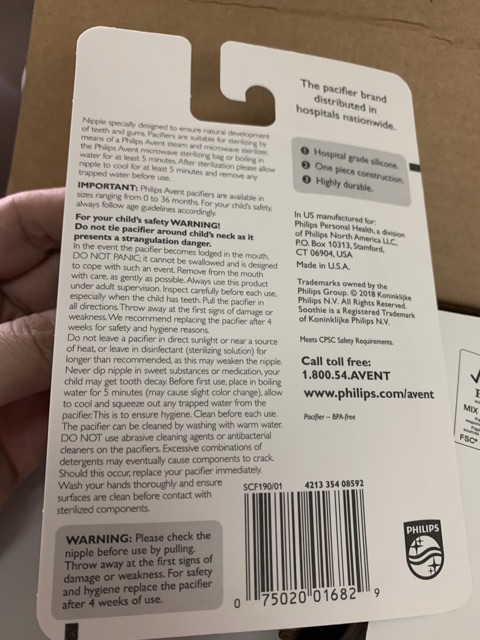 Nipple specially designed to ensure natural development
of teeth and gums. Pacifiers are suitable for sterilizing by
means of a Philips Avent steam and microwave sterilizer,
the Philips Avent microwave sterilizing bag or boiling in
water for at least 5 minutes. After sterilization please allow
nipple to cool for at least 5 minutes and remove any
trapped water before use.
IMPORTANT: Philips Avent pacifiers are available in
sizes ranging from 0 to 36 months. For your child's safety,
always follow age guidelines accordingly.
For your child's safety WARNING!
Do not tie pacifier around child's neck as it
presents a strangulation danger.
In the event the pacifier becomes lodged in the mouth,
DO NOT PANIC; it cannot be swallowed and is designed
to cope with such an event. Remove from the mouth
with care, as gently as possible. Always use this product
under adult supervision. Inspect carefully before each use,
especially when the child has teeth. Pull the pacifier in
all directions. Throw away at the first signs of damage or
weakness. We recommend replacing the pacifier after 4
weeks for safety and hygiene reasons.
Do not leave a pacifier in direct sunlight or near a source
of heat, or leave in disinfectant (sterilizing solution) for
longer than recommended, as this may weaken the nipple.
Never dip nipple in sweet substances or medication, your
child may get tooth decay. Before first use, place in boiling
water for 5 minutes (may cause slight color change), allow
to cool and squeeze out any trapped water from the
pacifier. This is to ensure hygiene. Clean before each use.
The pacifier can be cleaned by washing with warm water.
DO NOT use abrasive cleaning agents or antibacterial
cleaners on the pacifiers. Excessive combinations of
detergents may eventually cause components to crack.
Should this occur, replace your pacifier immediately.
Wash your hands thoroughly and ensure
surfaces are clean before contact with
sterilized components.
WARNING: Please check the
nipple before use by pulling.
Throw away at the first signs of
damage or weakness. For safety
and hygiene replace the pacifier
after 4 weeks of use.
The pacifier brand
distributed in
hospitals nationwide.
1 Hospital grade silicone.
2 One piece construction.
3 Highly durable.
In US manufactured for:
Philips Personal Health, a division
of Philips North America LLC,
P.O. Box 10313, Stamford,
CT 06904, USA
Made in U.S.A.
Trademarks owned by the
Philips Group. © 2018 Koninklijke
Philips N.V. All Rights Reserved.
Soothie is a Registered Trademark
of Koninklijke Philips N.V.
Meets CPSC Safety Requirements.
Call toll free:
1.800.54.AVENT
www.philips.com/avent
Pacifier – BPA-free
SCF190/01 4213 354 08592
0 75020 01682 9
PHILIPS
MIX
FSC®